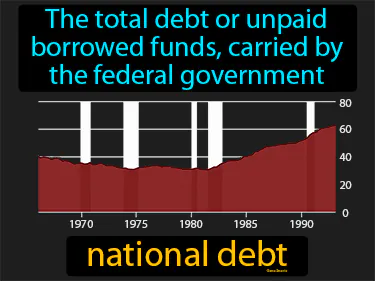 The total debt or unpaid
borrowed funds, carried by
the federal government
80
60
40
20
0
1970 1975 1980 1985 1990
national debt